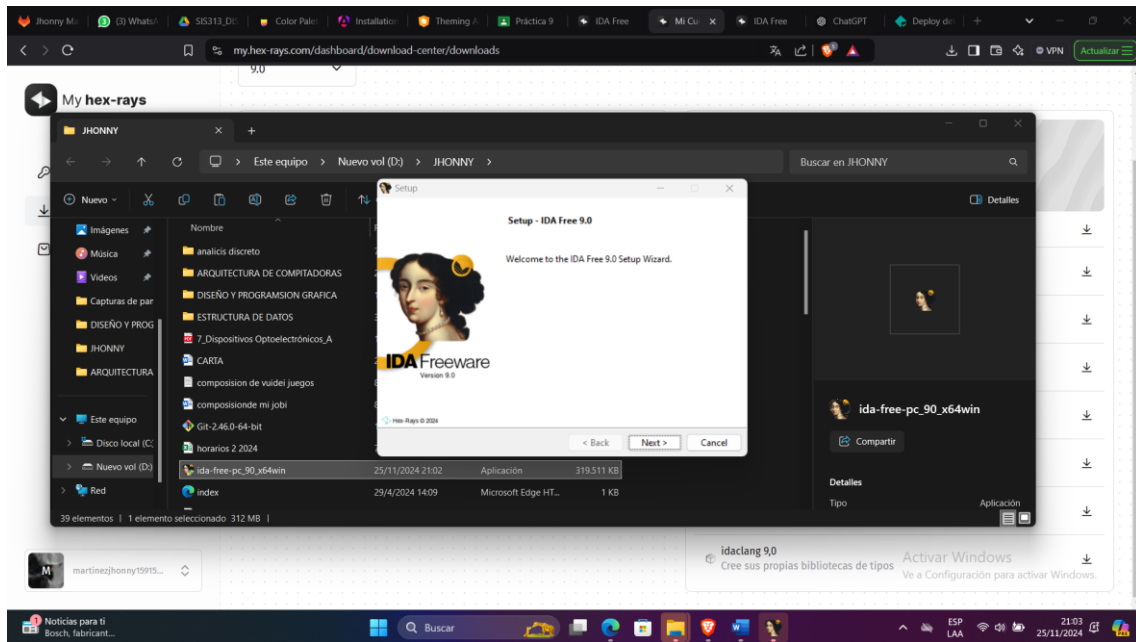 Jhonny Ma
(3) WhatsA
SIS313_DIS
Color Pale
Installation
Theming A
Práctica 9
IDA Free
Mi Cu
IDA Free
ChatGPT
Deploy de
my.hex-rays.com/dashboard/download-center/downloads
VPN
Actualizar
9.0
My hex-rays
JHONNY
Este equipo > Nuevo vol (D:) > JHONNY >
Buscar en JHONNY
Nuevo
Detalles
Imágenes
Música
Videos
Capturas de par
DISEÑO Y PROG
JHONNY
ARQUITECTURA
Este equipo
Disco local (C:
Nuevo vol (D:)
Red
Nombre
analicis discreto
ARQUITECTURA DE COMPITADORAS
DISEÑO Y PROGRAMSION GRAFICA
ESTRUCTURA DE DATOS
7_Dispositivos Optoelectrónicos_A
CARTA
composision de vuidei juegos
composisionde mi jobi
Git-2.46.0-64-bit
horarios 2 2024
ida-free-pc_90_x64win 25/11/2024 21:02 Aplicación 319.511 KB
index 29/4/2024 14:09 Microsoft Edge HT... 1 KB
39 elementos | 1 elemento seleccionado 312 MB |
Setup
Setup - IDA Free 9.0
Welcome to the IDA Free 9.0 Setup Wizard.
IDA Freeware
Version 9.0
Hex-Rays © 2024
< Back
Next >
Cancel
ida-free-pc_90_x64win
Compartir
Detalles
Tipo Aplicación
M
martinezjhonny15915...
idaclang 9,0
Cree sus propias bibliotecas de tipos
Activar Windows
Ve a Configuración para activar Windows.
1
Noticias para ti
Bosch, fabricant...
Buscar
ESP
LAA
21:03
25/11/2024